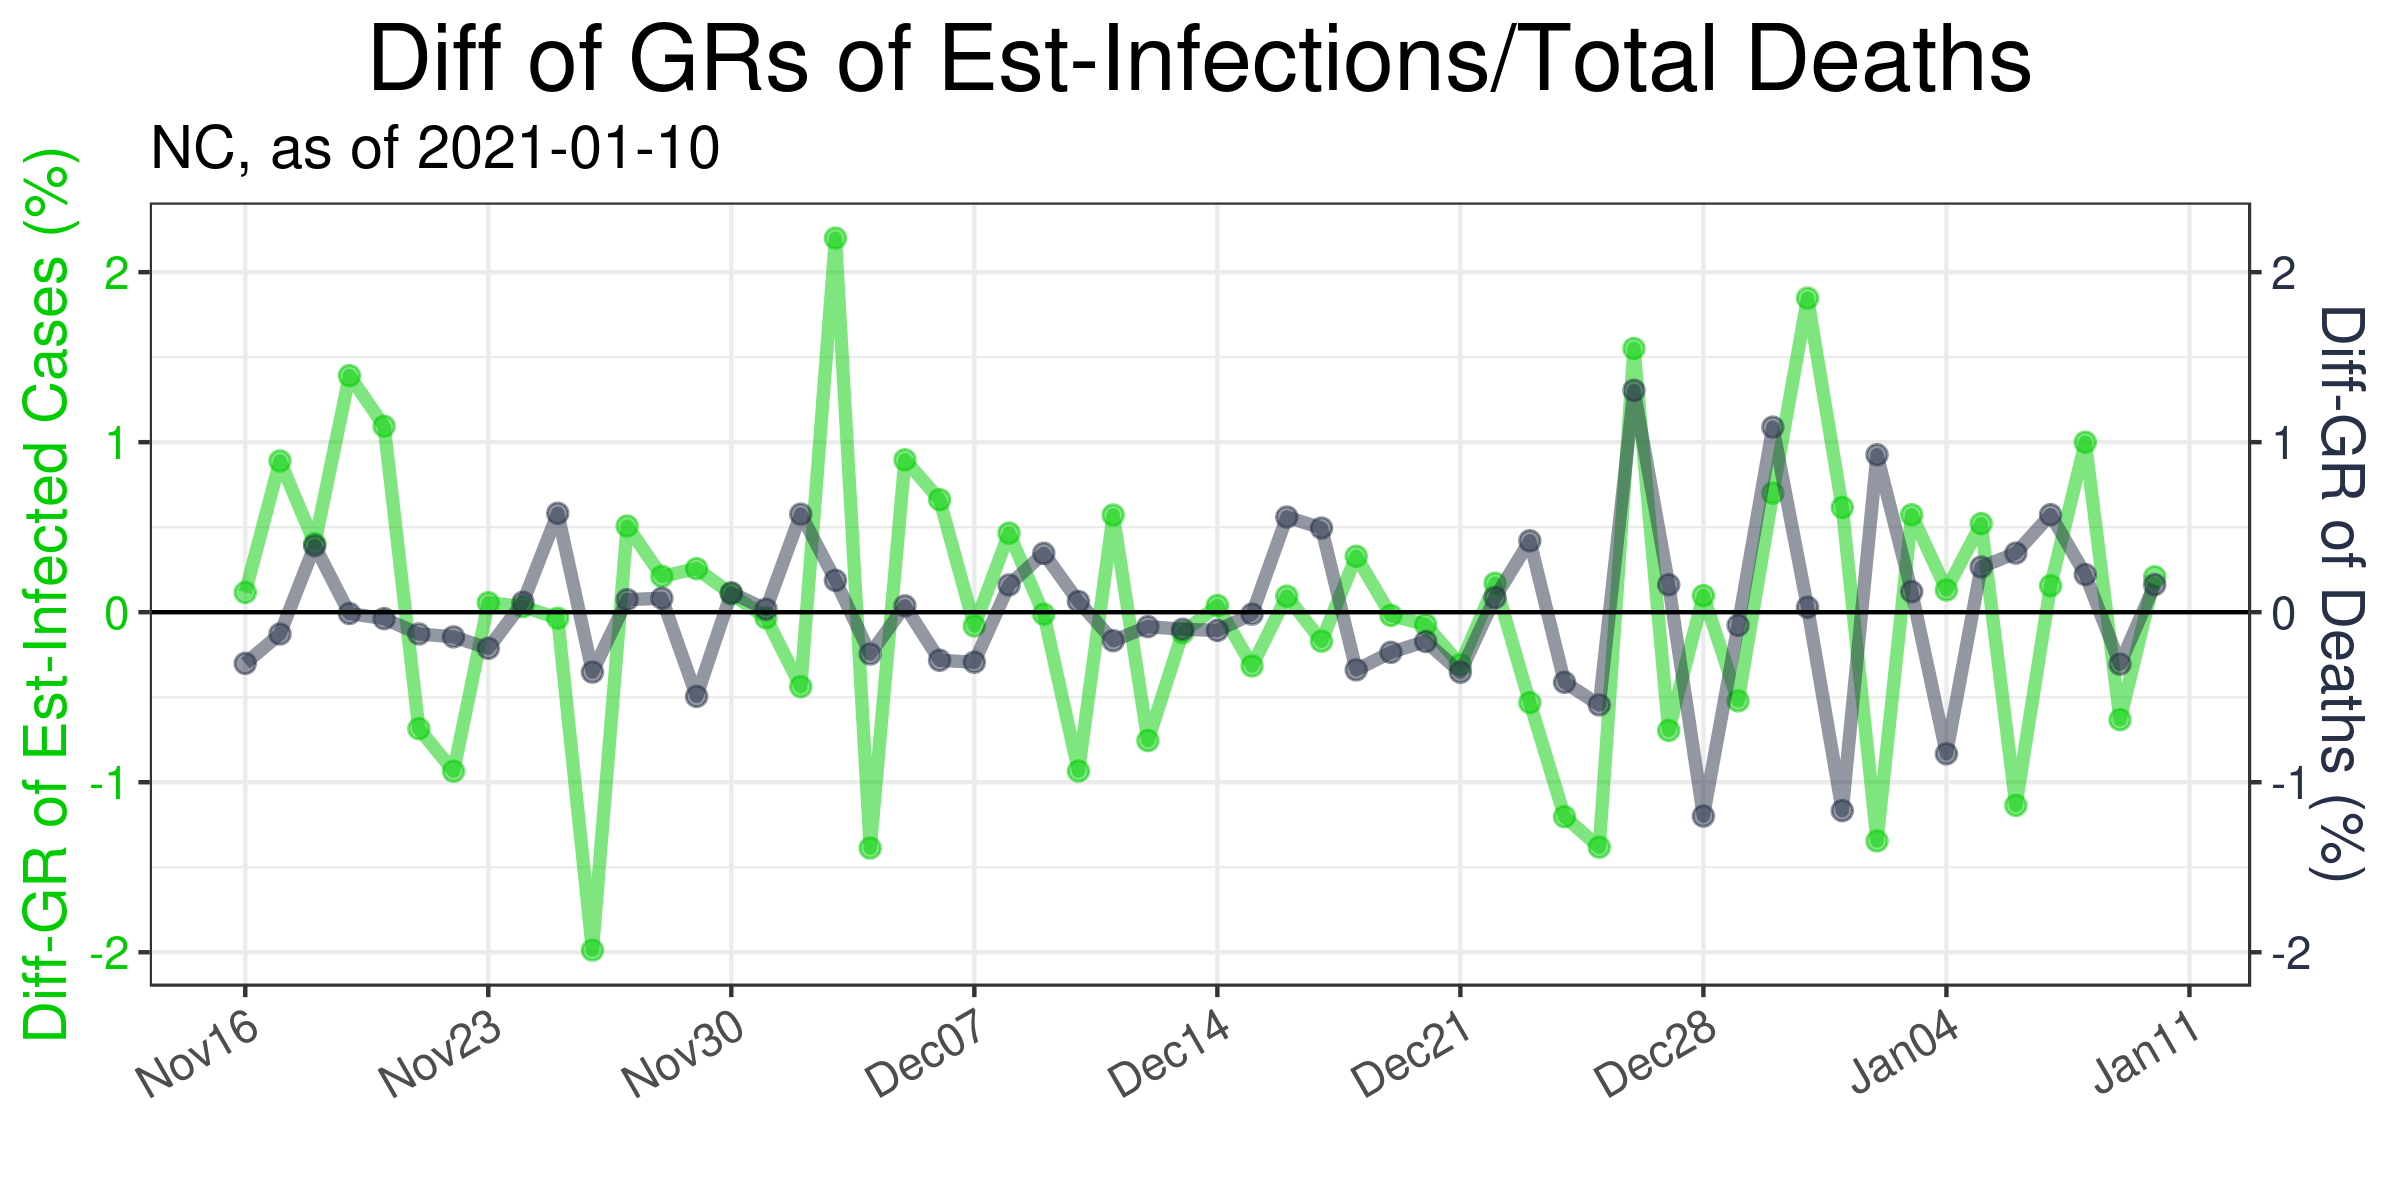 Diff of GRs of Est-Infections/Total Deaths
NC, as of 2021-01-10
Diff-GR of Est-Infected Cases (%)
2
1
0
-1
-2
2
1
0
-1
-2
Diff-GR of Deaths (%)
Nov16
Nov23
Nov30
Dec07
Dec14
Dec21
Dec28
Jan04
Jan11